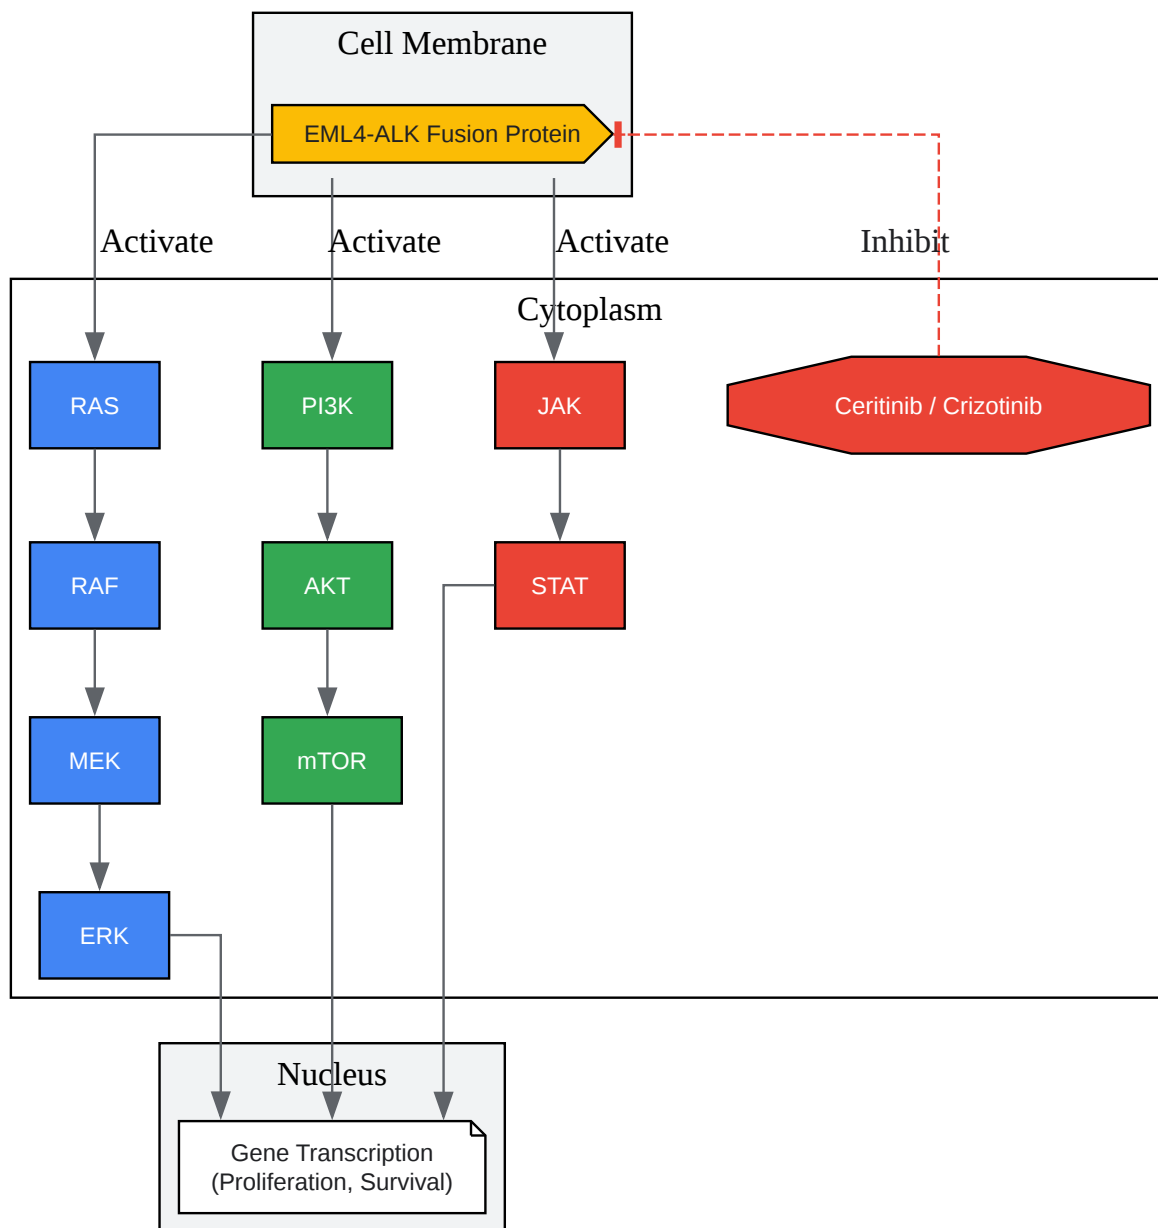 Cell Membrane
EML4-ALK Fusion Protein
Activate
Activate
Activate
Inhibit
Cytoplasm
RAS
PI3K
JAK
Ceritinib / Crizotinib
RAF
AKT
STAT
MEK
mTOR
ERK
Nucleus
Gene Transcription
(Proliferation, Survival)